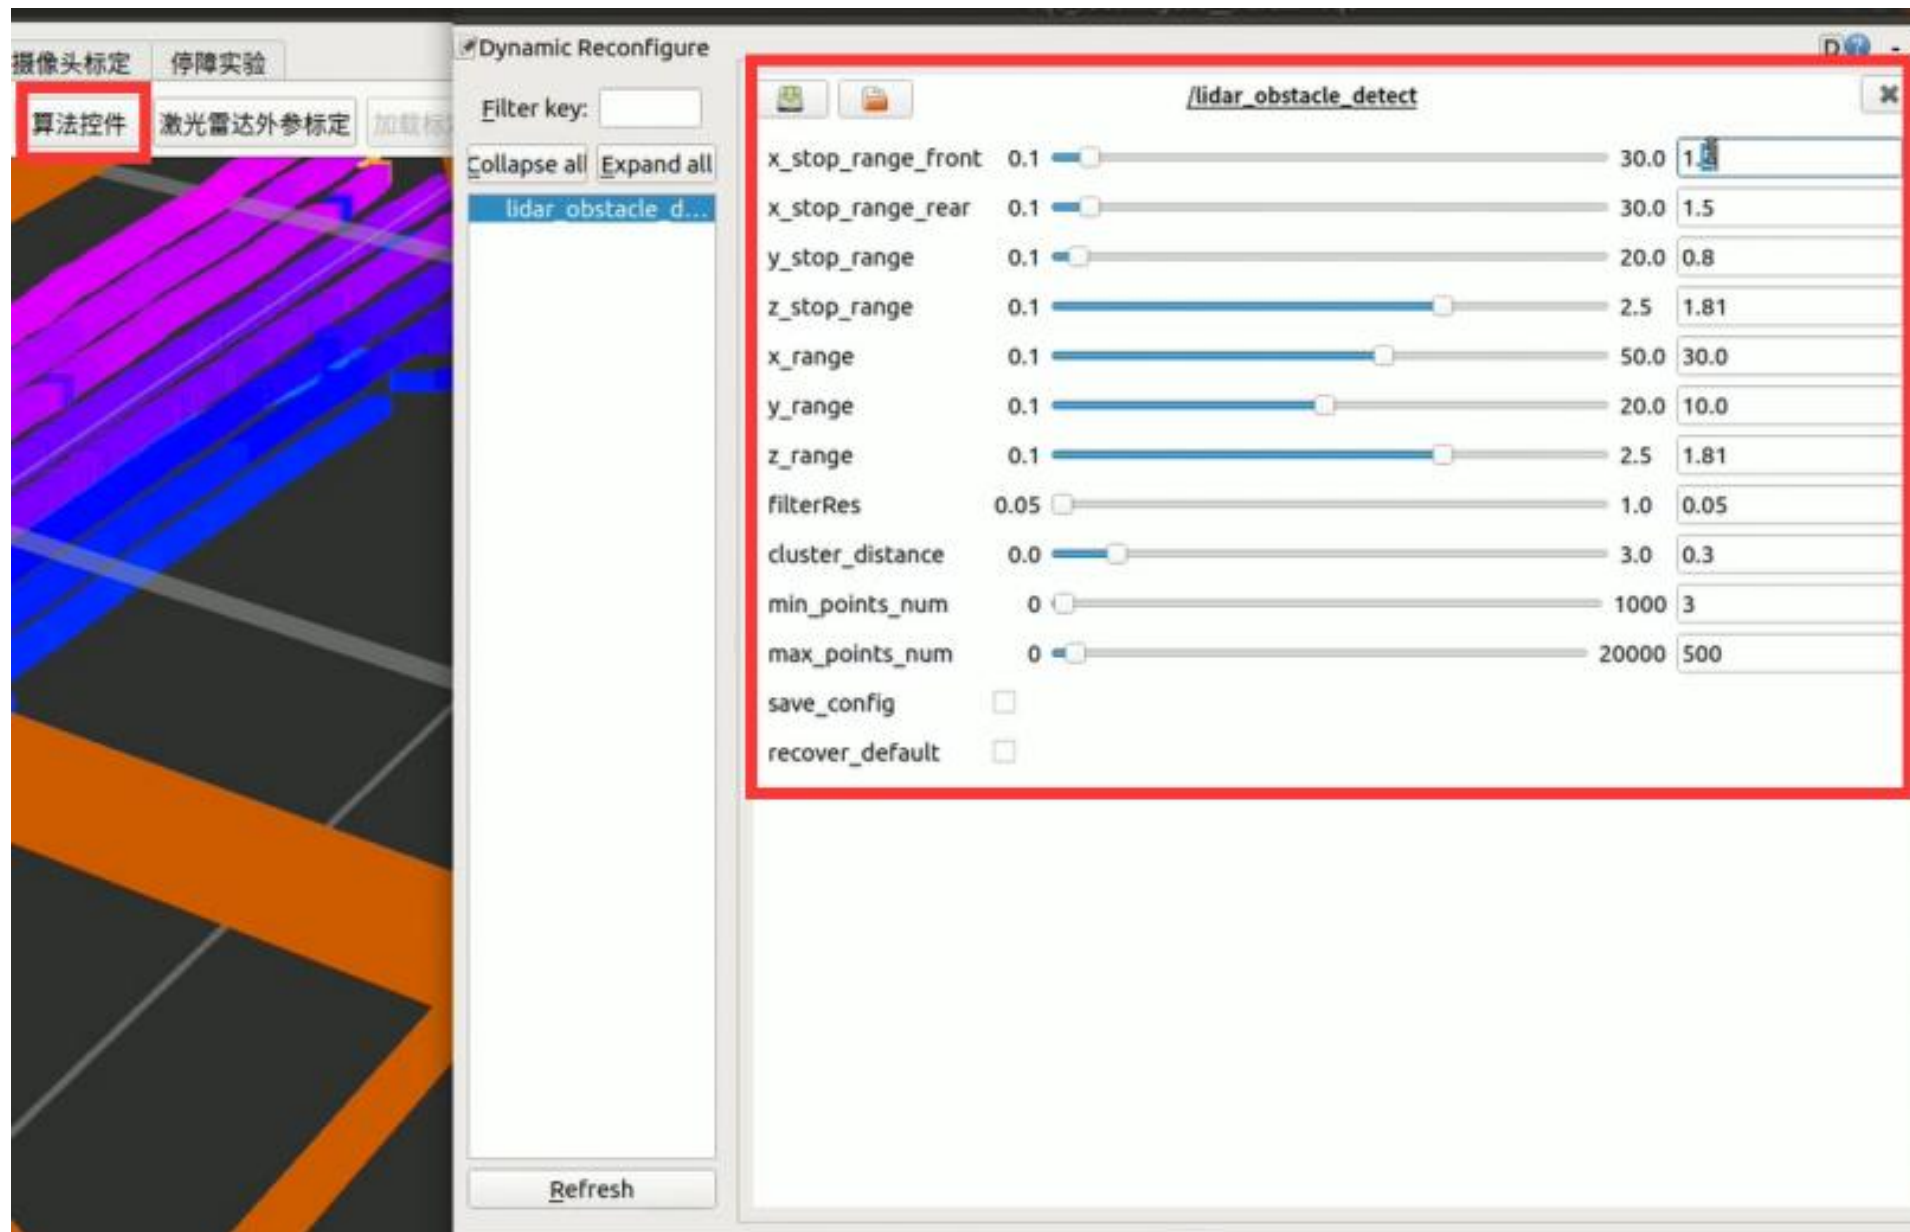 摄像头标定 停障实验
算法控件 激光雷达外参标定 加载标
Dynamic Reconfigure
D ? -
Filter key:
Collapse all Expand all
lidar_obstacle_d...
Refresh
/lidar_obstacle_detect
x_stop_range_front 0.1 30.0 1.
x_stop_range_rear 0.1 30.0 1.5
y_stop_range 0.1 20.0 0.8
z_stop_range 0.1 2.5 1.81
x_range 0.1 50.0 30.0
y_range 0.1 20.0 10.0
z_range 0.1 2.5 1.81
filterRes 0.05 1.0 0.05
cluster_distance 0.0 3.0 0.3
min_points_num 0 1000 3
max_points_num 0 20000 500
save_config
recover_default